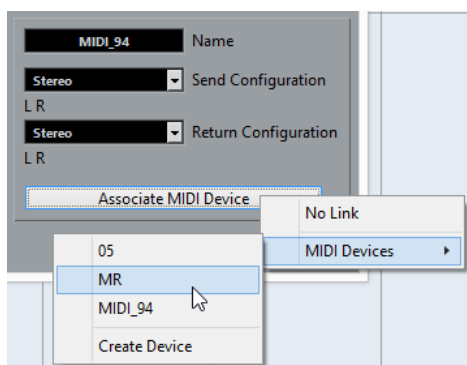 MIDI_94 Name
Stereo Send Configuration
L R
Stereo Return Configuration
L R
Associate MIDI Device
No Link
MIDI Devices
05
MR
MIDI_94
Create Device